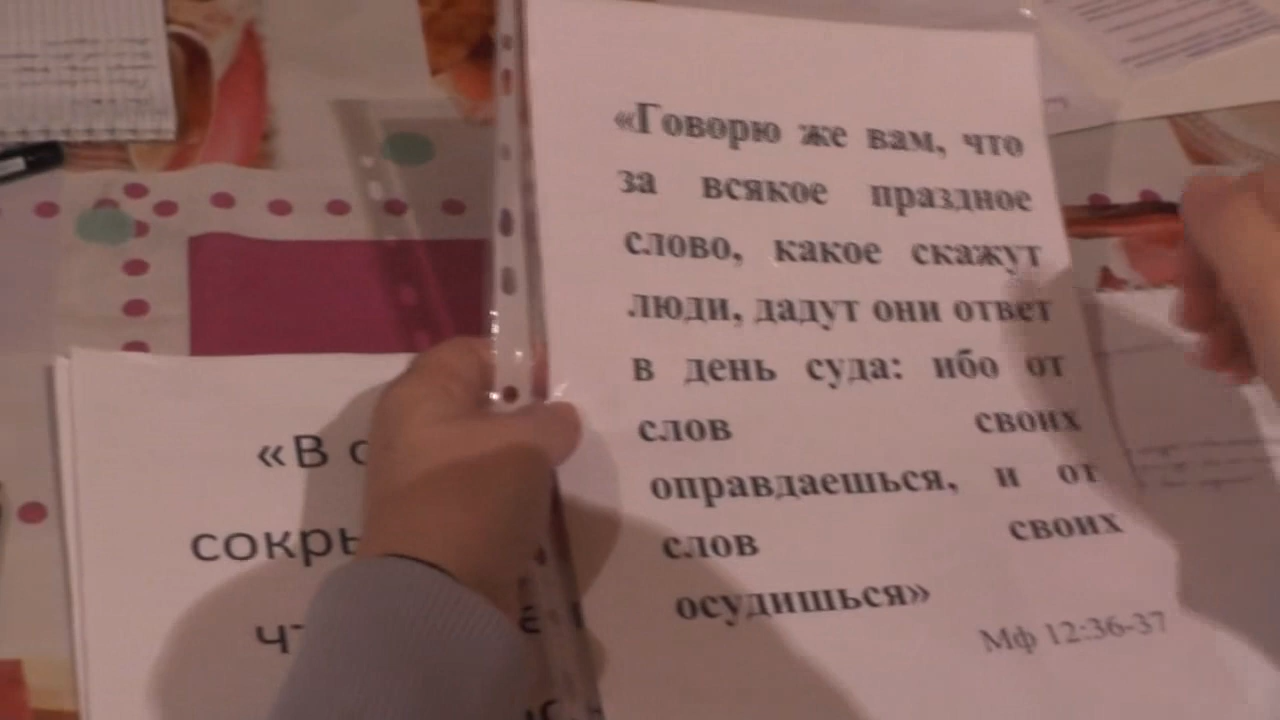 «Говорю же вам, что
за всякое праздное
слово, какое скажут
люди, дадут они ответ
в день суда: ибо от
слов своих
оправдаешься, и от
слов своих
осудишься»
Мф 12:36-37
«В с
сокры
чт